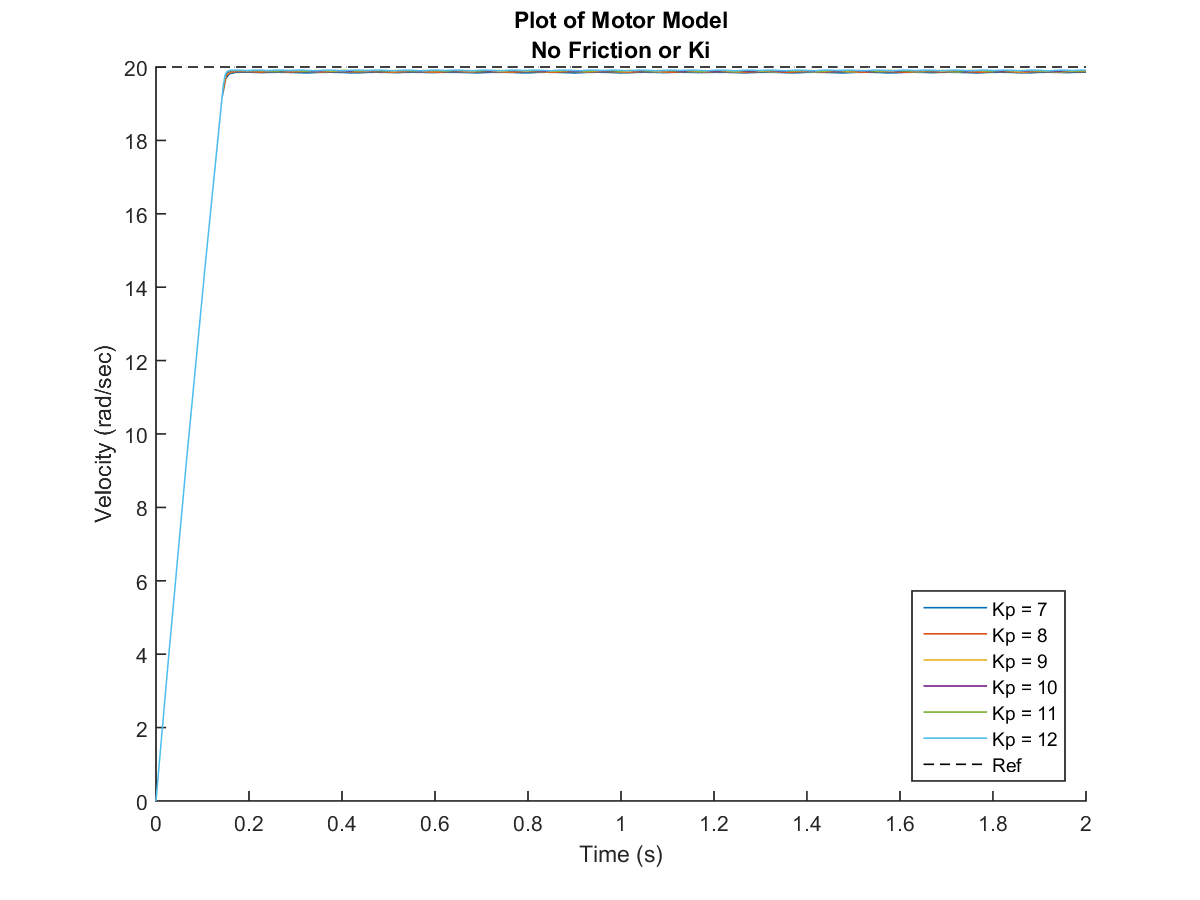 Plot of Motor Model
No Friction or Ki
20
18
16
14
12
10
8
6
4
2
0
Velocity (rad/sec)
0
0.2
0.4
0.6
0.8
1
1.2
1.4
1.6
1.8
2
Time (s)
Kp = 7
Kp = 8
Kp = 9
Kp = 10
Kp = 11
Kp = 12
Ref